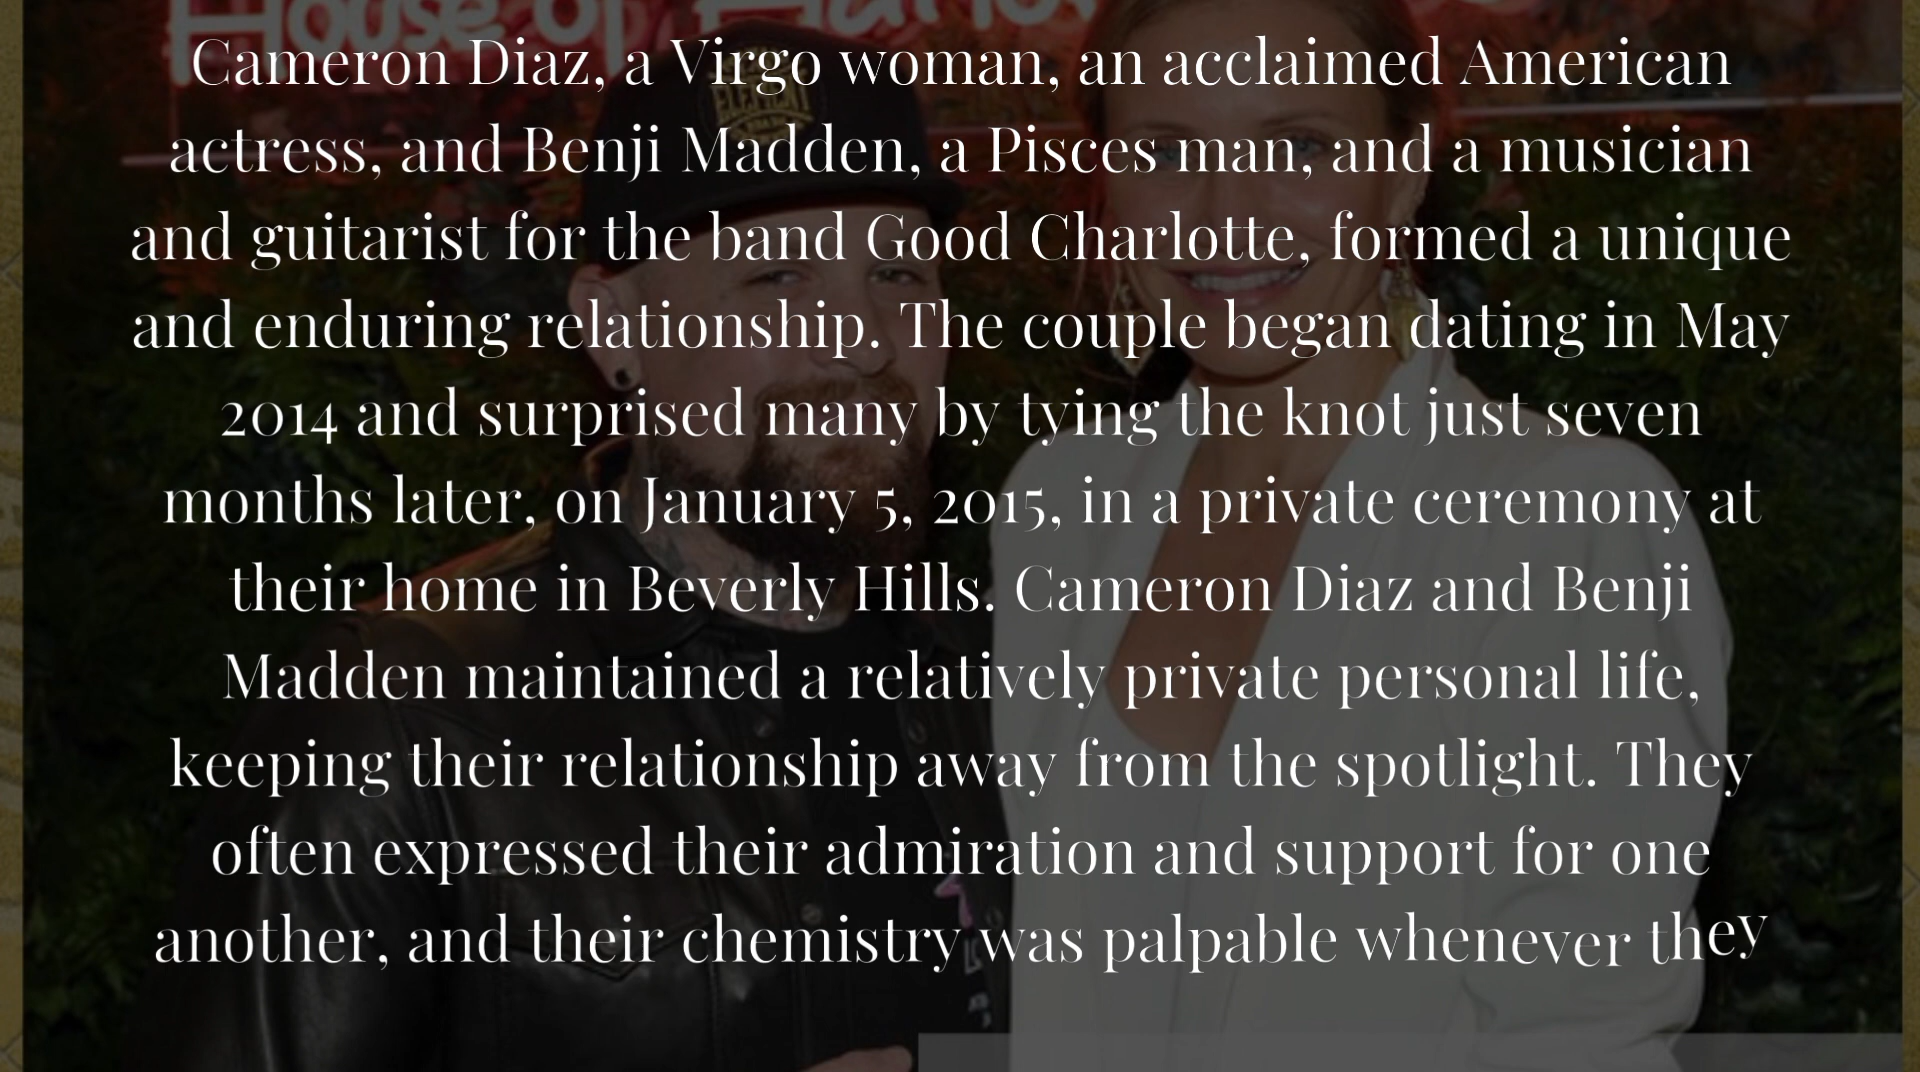 House of Harlow
Cameron Diaz, a Virgo woman, an acclaimed American
actress, and Benji Madden, a Pisces man, and a musician
and guitarist for the band Good Charlotte, formed a unique
and enduring relationship. The couple began dating in May
2014 and surprised many by tying the knot just seven
months later, on January 5, 2015, in a private ceremony at
their home in Beverly Hills. Cameron Diaz and Benji
Madden maintained a relatively private personal life,
keeping their relationship away from the spotlight. They
often expressed their admiration and support for one
another, and their chemistry was palpable whenever they